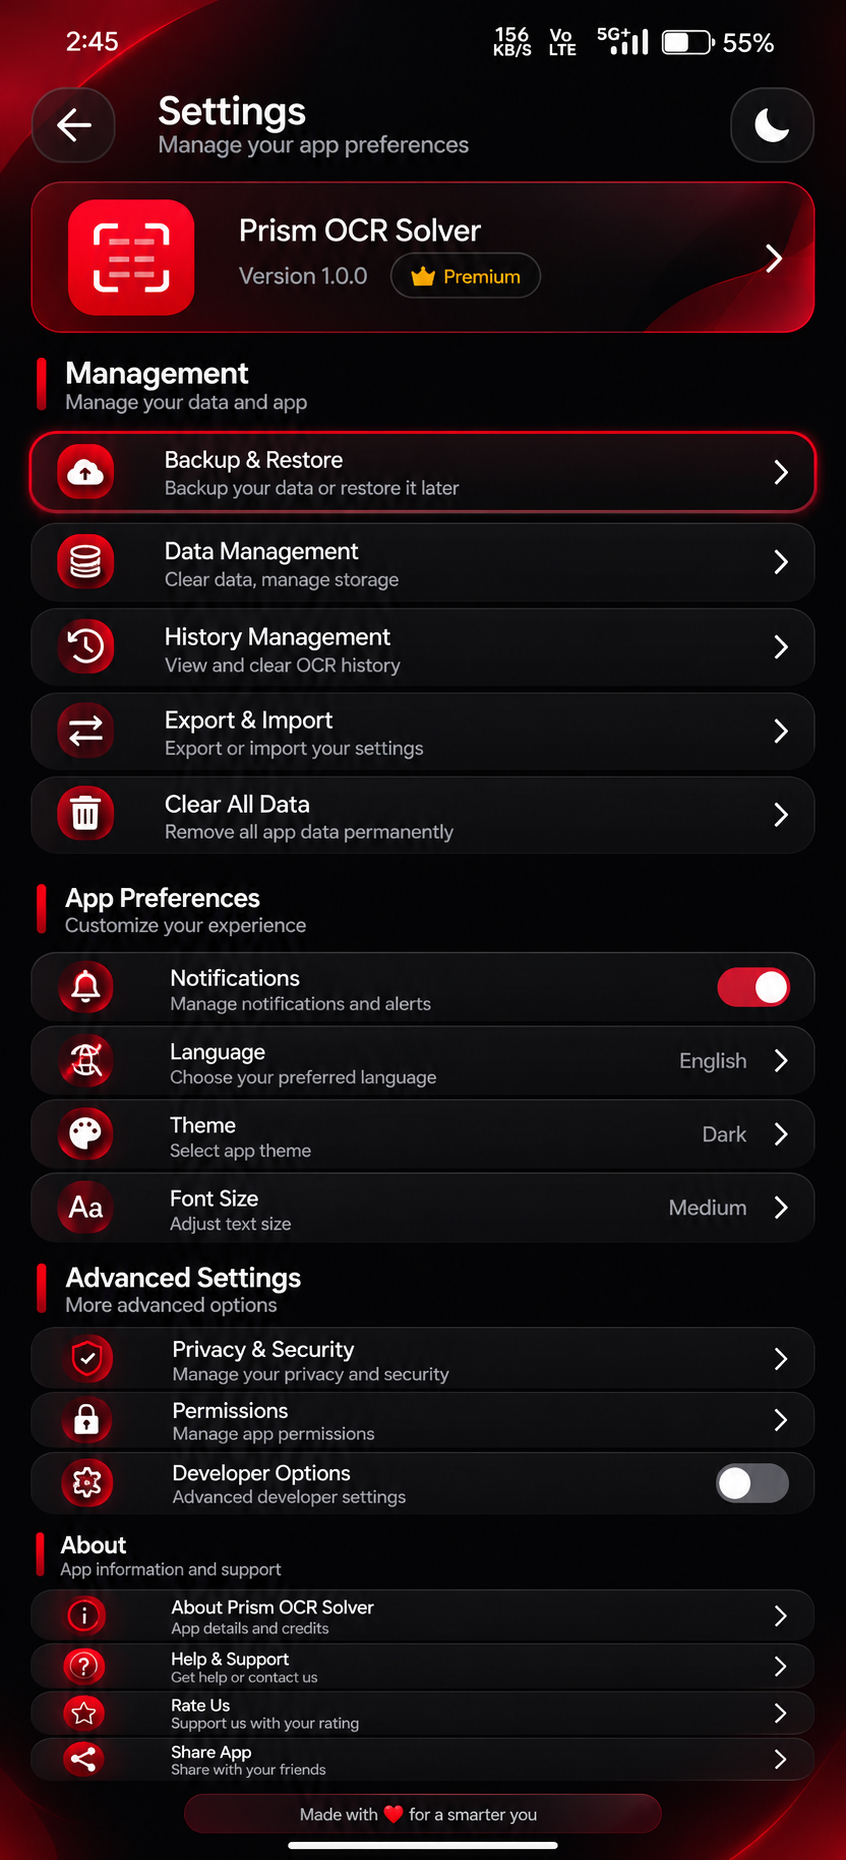 2:45
156 KB/S Vo LTE 5G+ 55%
Settings
Manage your app preferences
Prism OCR Solver
Version 1.0.0 Premium
Management
Manage your data and app
Backup & Restore
Backup your data or restore it later
Data Management
Clear data, manage storage
History Management
View and clear OCR history
Export & Import
Export or import your settings
Clear All Data
Remove all app data permanently
App Preferences
Customize your experience
Notifications
Manage notifications and alerts
Language
Choose your preferred language
English
Theme
Select app theme
Dark
Aa
Font Size
Adjust text size
Medium
Advanced Settings
More advanced options
Privacy & Security
Manage your privacy and security
Permissions
Manage app permissions
Developer Options
Advanced developer settings
About
App information and support
About Prism OCR Solver
App details and credits
Help & Support
Get help or contact us
Rate Us
Support us with your rating
Share App
Share with your friends
Made with ❤️ for a smarter you